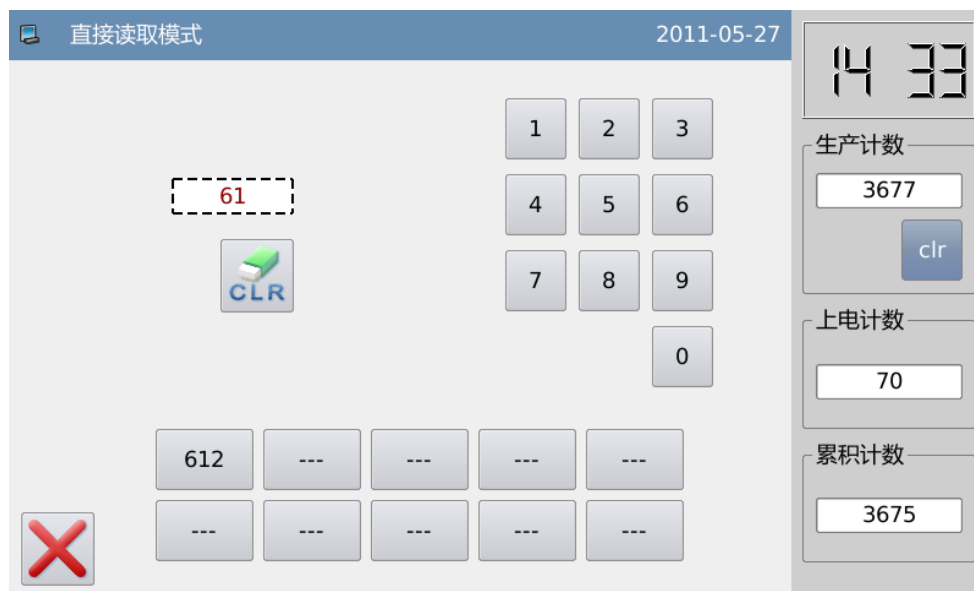 直接读取模式 2011-05-27
14 33
1 2 3
生产计数
61
3677
4 5 6
clr
CLR
7 8 9
上电计数
0
70
612 --- --- --- ---
累积计数
3675
--- --- --- --- ---